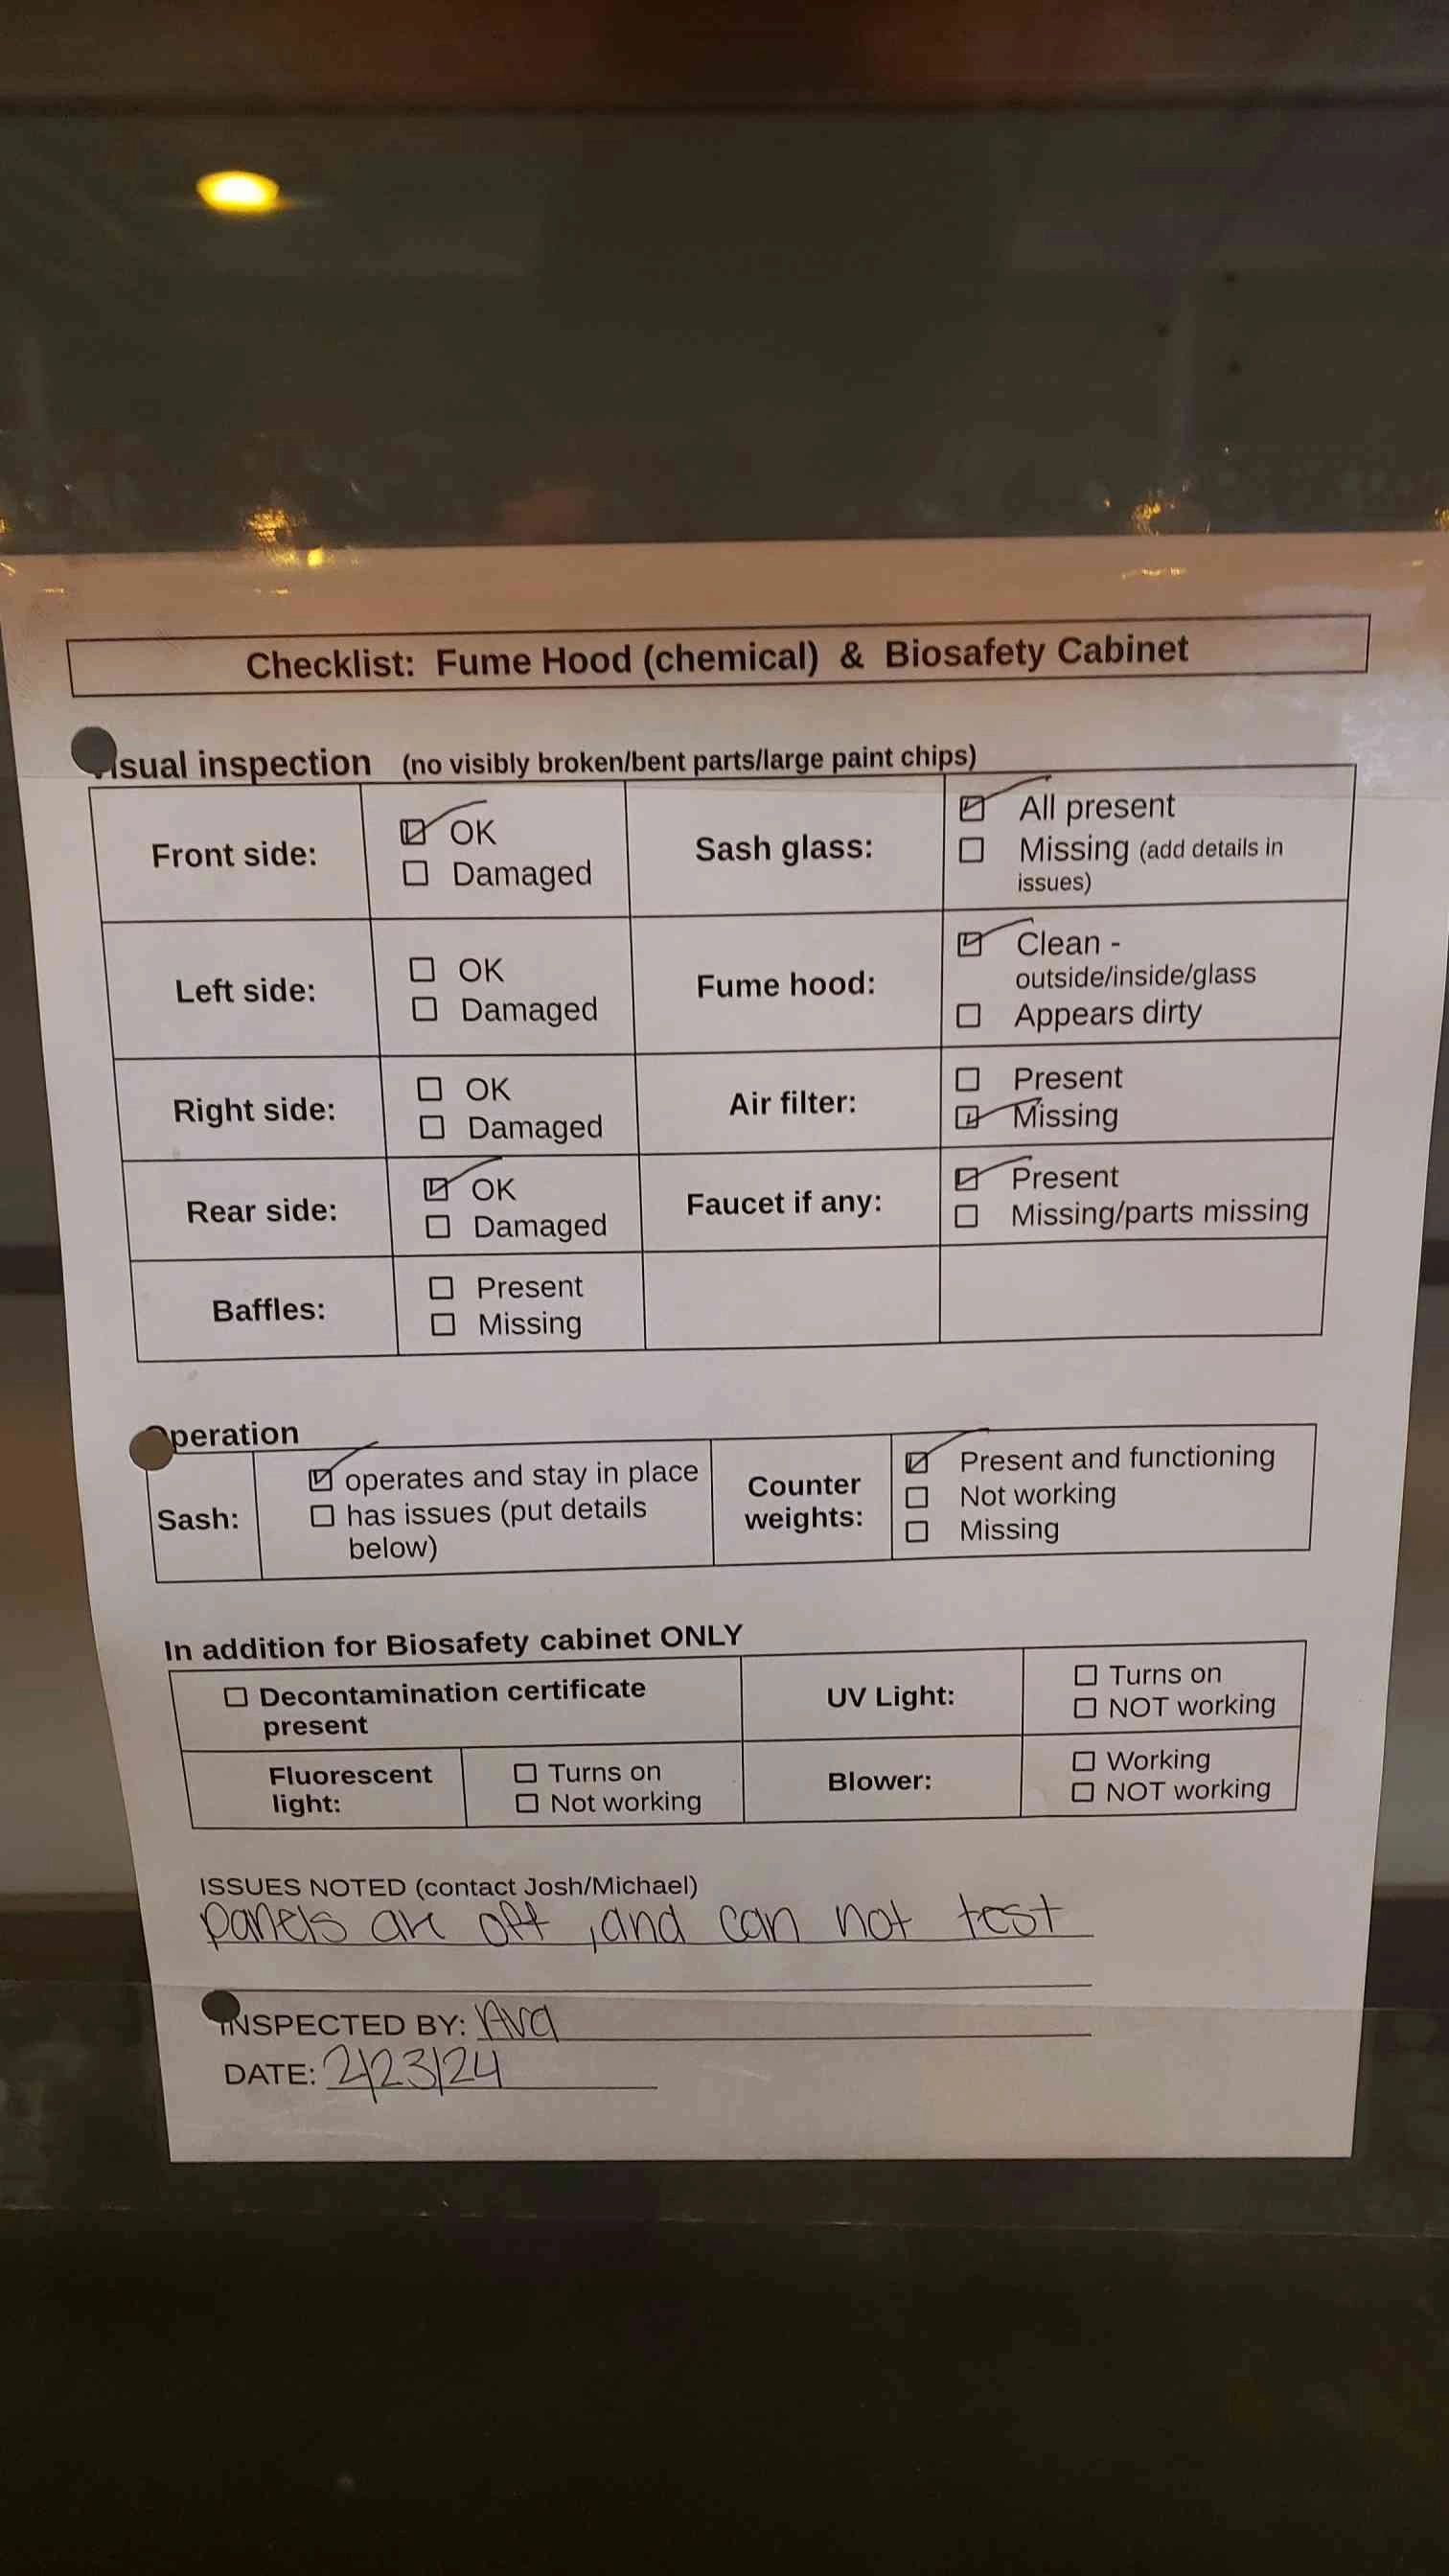 Checklist: Fume Hood (chemical) & Biosafety Cabinet
Visual inspection (no visibly broken/bent parts/large paint chips)
Front side:
☑ OK
☐ Damaged
Sash glass:
☑ All present
☐ Missing (add details in
issues)
Left side:
☐ OK
☐ Damaged
Fume hood:
☑ Clean -
outside/inside/glass
☐ Appears dirty
Right side:
☐ OK
☐ Damaged
Air filter:
☐ Present
☑ Missing
Rear side:
☑ OK
☐ Damaged
Faucet if any:
☑ Present
☐ Missing/parts missing
Baffles:
☐ Present
☐ Missing
Operation
Sash:
☑ operates and stay in place
☐ has issues (put details
below)
Counter
weights:
☑ Present and functioning
☐ Not working
☐ Missing
In addition for Biosafety cabinet ONLY
☐ Decontamination certificate
present
UV Light:
☐ Turns on
☐ NOT working
Fluorescent
light:
☐ Turns on
☐ Not working
Blower:
☐ Working
☐ NOT working
ISSUES NOTED (contact Josh/Michael)
panels are off, and can not test
INSPECTED BY: Ava
DATE: 2/23/24